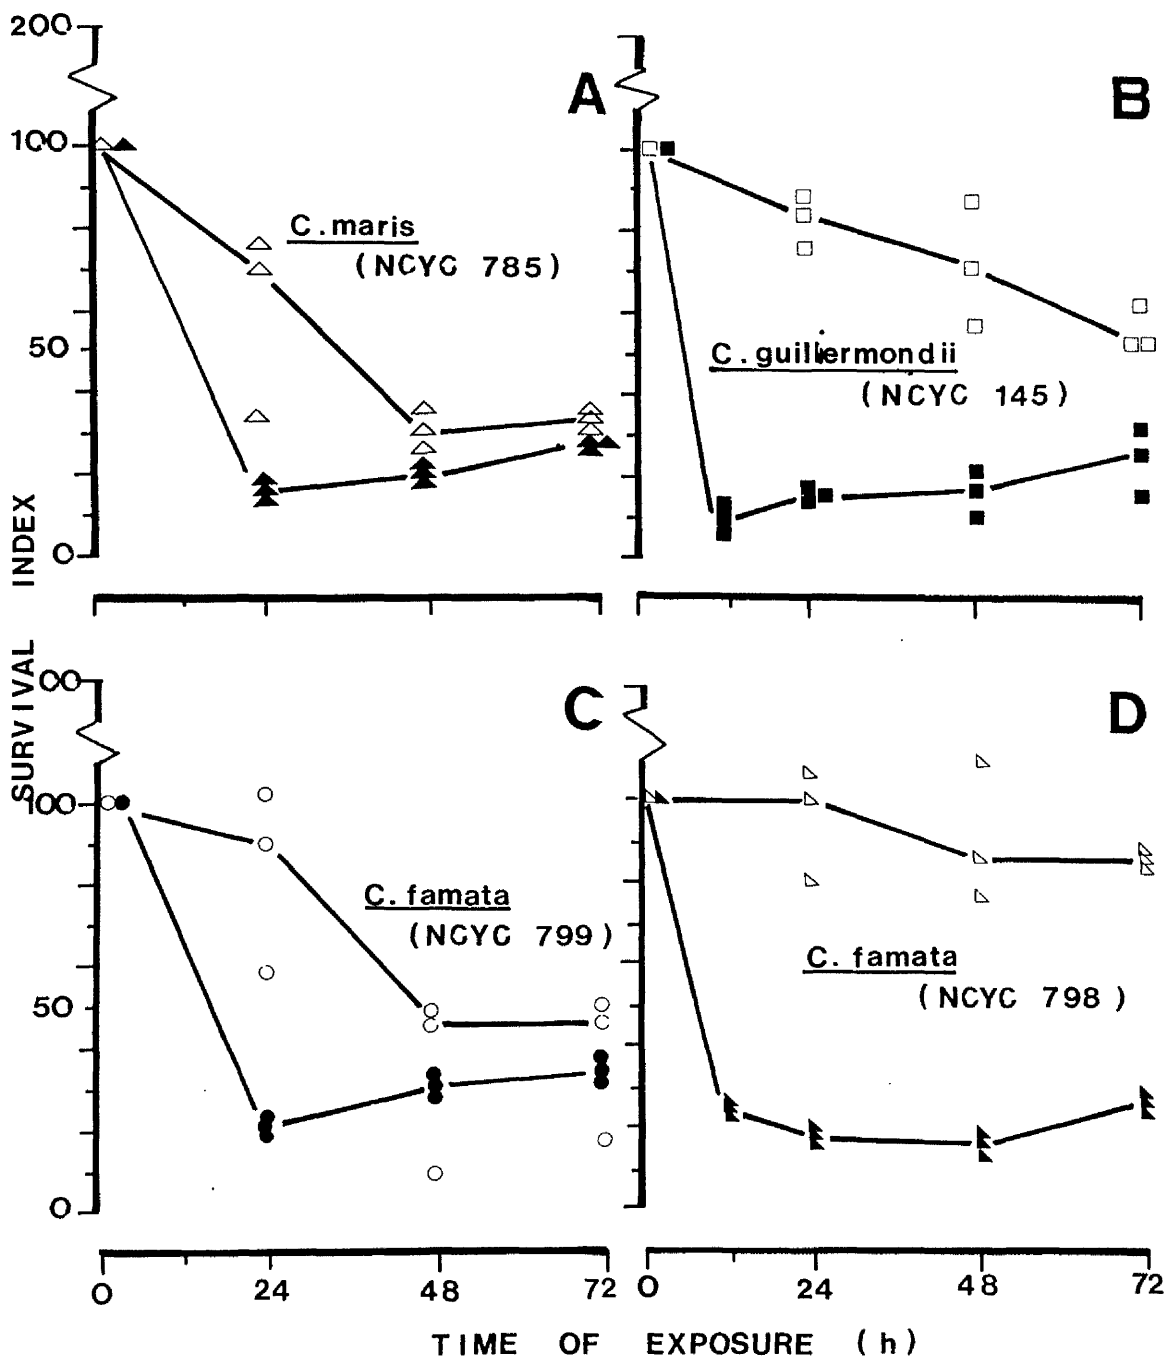 200
A
B
100
C.maris
(NCYC 785)
50
C.guilliermondii
(NCYC 145)
0
SURVIVAL INDEX
00
C
D
100
C. famata
(NCYC 799)
C. famata
(NCYC 798)
50
0
0 24 48 72 0 24 48 72
TIME OF EXPOSURE (h)